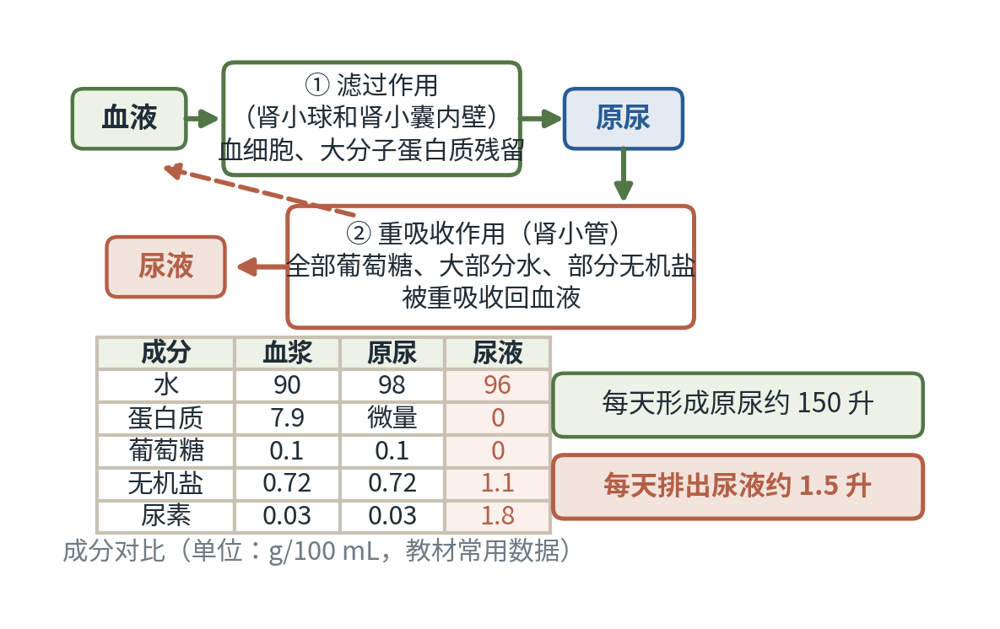 血液
① 滤过作用
（肾小球和肾小囊内壁）
血细胞、大分子蛋白质残留
原尿
② 重吸收作用（肾小管）
全部葡萄糖、大部分水、部分无机盐
被重吸收回血液
尿液
成分 血浆 原尿 尿液
水 90 98 96
蛋白质 7.9 微量 0
葡萄糖 0.1 0.1 0
无机盐 0.72 0.72 1.1
尿素 0.03 0.03 1.8
每天形成原尿约 150 升
每天排出尿液约 1.5 升
成分对比（单位：g/100 mL，教材常用数据）